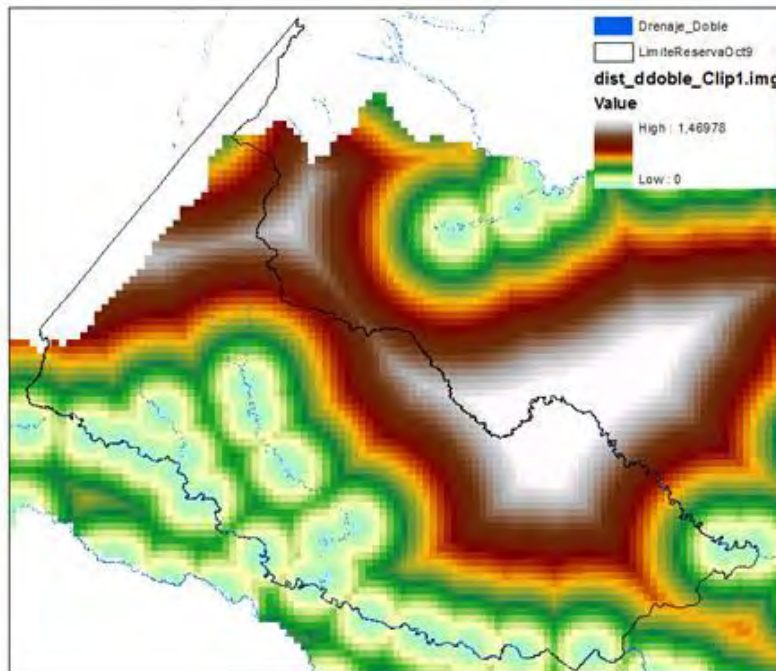 Drenaje_Doble
LimiteReservaOct9
dist_ddoble_Clip1.img
Value
High : 1.46978
Low : 0